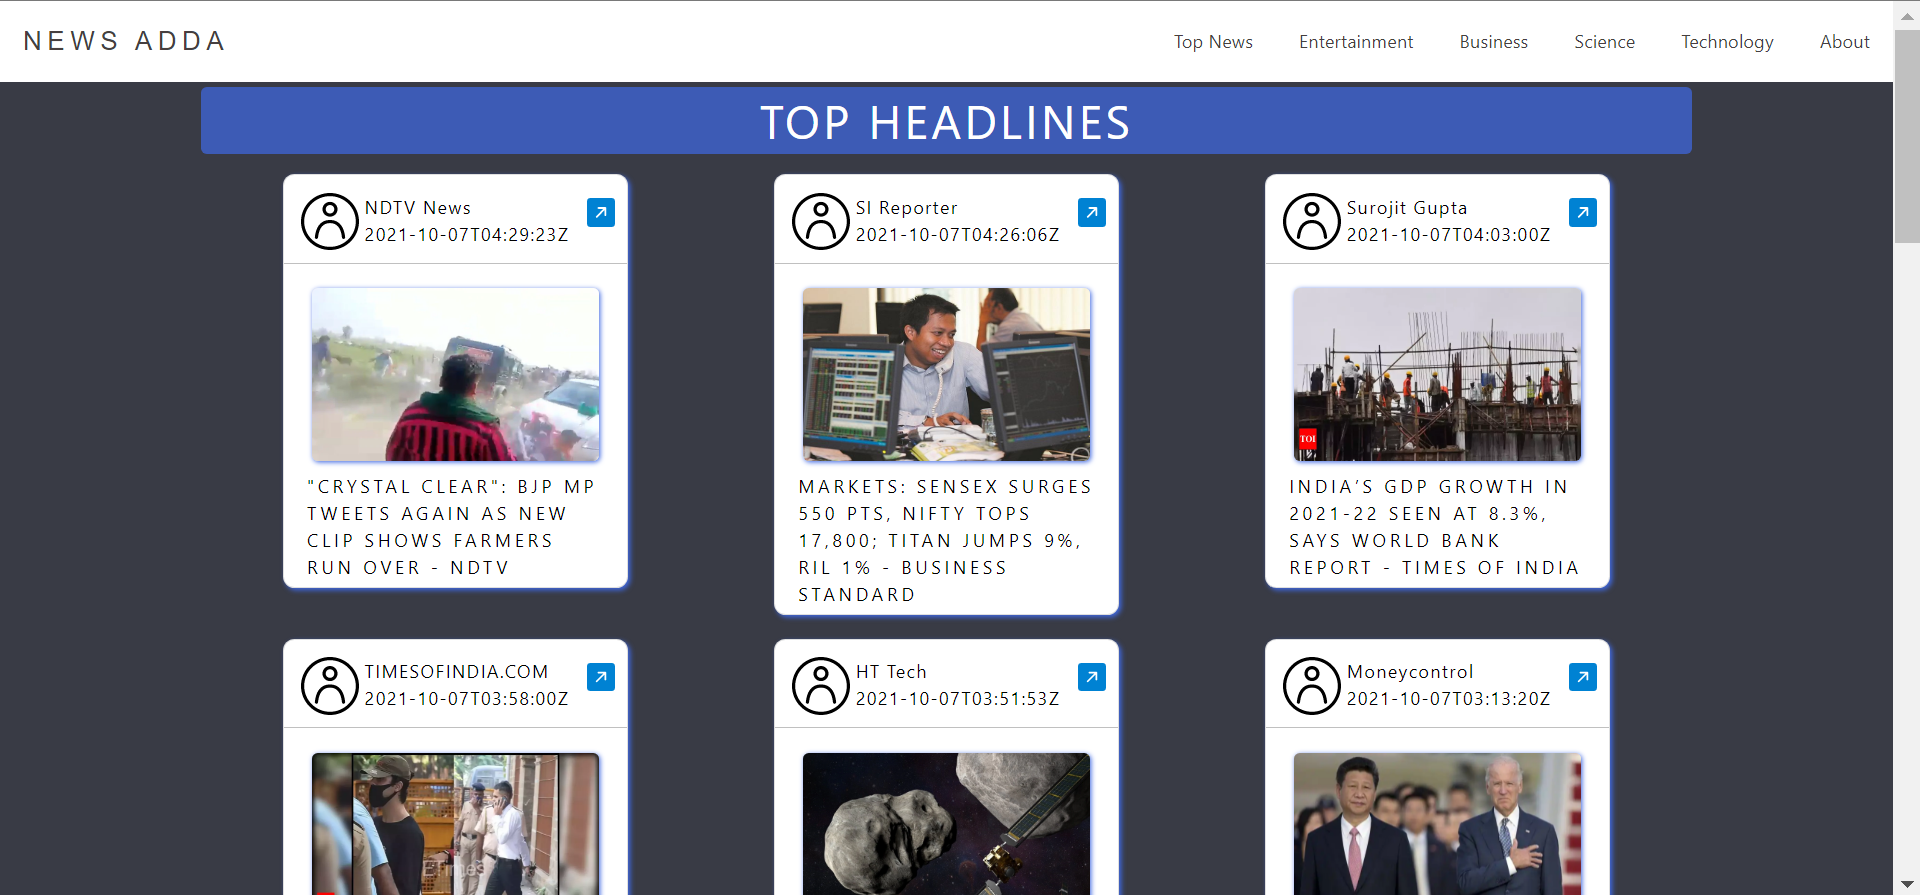 NEWS ADDA
Top News
Entertainment
Business
Science
Technology
About
TOP HEADLINES
NDTV News
2021-10-07T04:29:23Z
"CRYSTAL CLEAR": BJP MP
TWEETS AGAIN AS NEW
CLIP SHOWS FARMERS
RUN OVER - NDTV
SI Reporter
2021-10-07T04:26:06Z
MARKETS: SENSEX SURGES
550 PTS, NIFTY TOPS
17,800; TITAN JUMPS 9%,
RIL 1% - BUSINESS
STANDARD
Surojit Gupta
2021-10-07T04:03:00Z
TOI
INDIA’S GDP GROWTH IN
2021-22 SEEN AT 8.3%,
SAYS WORLD BANK
REPORT - TIMES OF INDIA
TIMESOFINDIA.COM
2021-10-07T03:58:00Z
ETimes
HT Tech
2021-10-07T03:51:53Z
Moneycontrol
2021-10-07T03:13:20Z